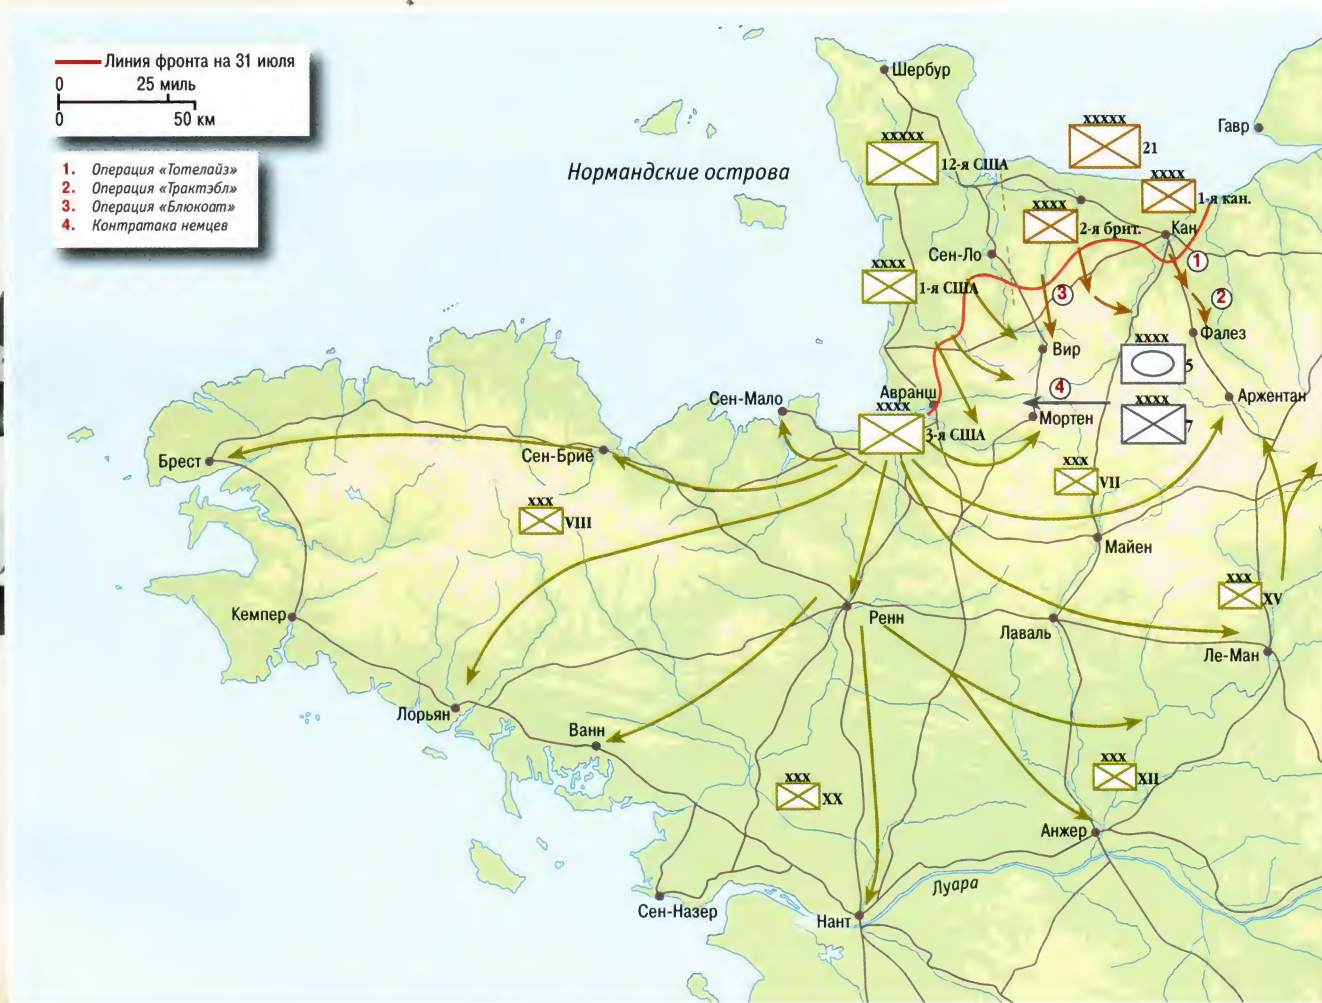 Линия фронта на 31 июля
0 25 миль
0 50 км
1. Операция «Тотелайз»
2. Операция «Трактэбл»
3. Операция «Блюкоат»
4. Контратака немцев
Нормандские острова
Шербур
Гавр
XXXXX
12-я США
XXXXX
21
XXXX
1-я кан.
XXXX
2-я брит.
Кан
Сен-Ло
XXXX
1-я США
1
2
3
Фалез
Вир
XXXX
5
4
Авранш
Сен-Мало
Аржентан
XXXX
3-я США
Мортен
XXXX
7
Брест
Сен-Бриё
XXX
VII
XXX
VIII
Майен
XXX
XV
Кемпер
Ренн
Лаваль
Ле-Ман
Лорьян
Ванн
XXX
XX
XXX
XII
Анжер
Луара
Сен-Назер
Нант